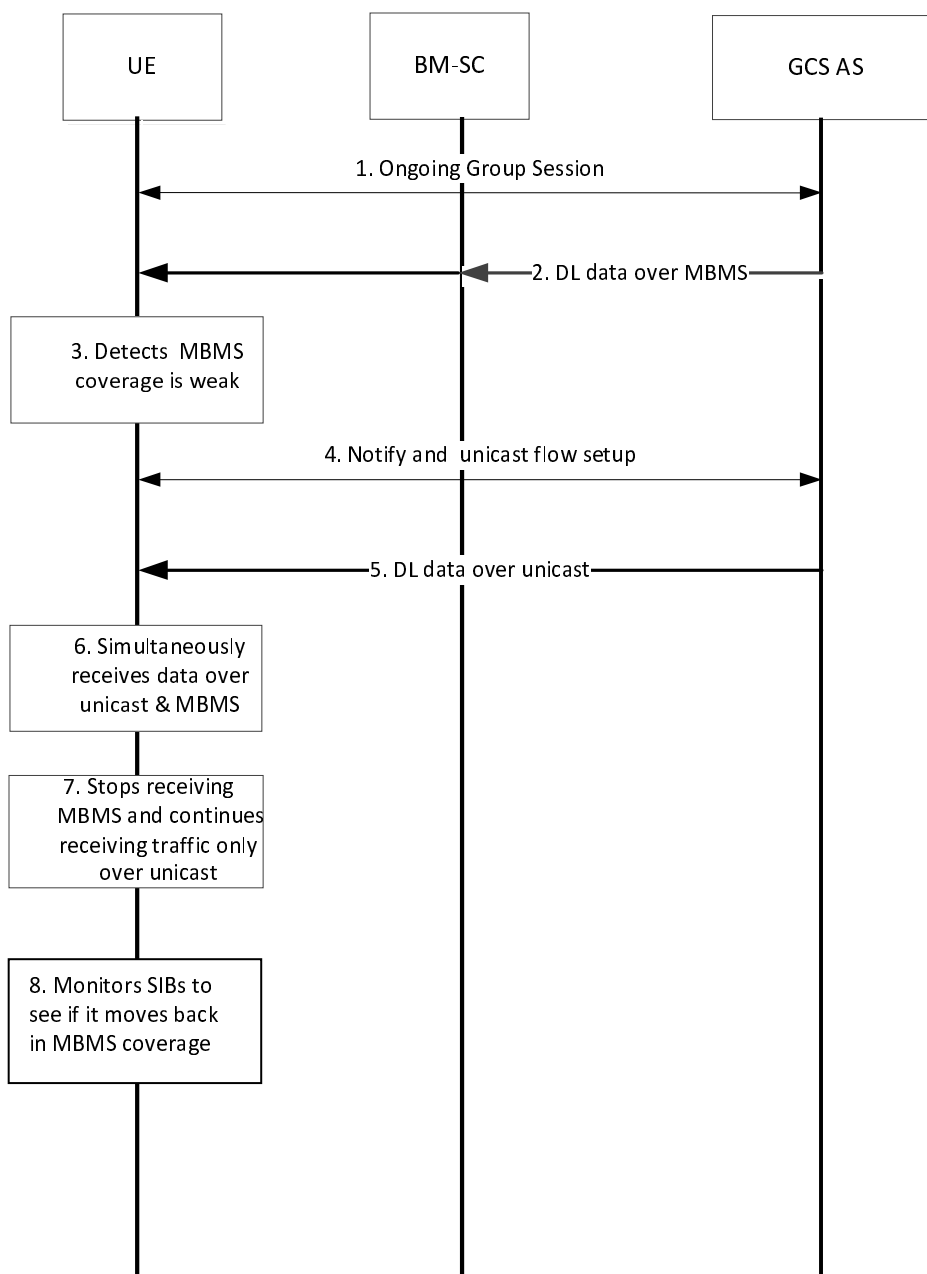 UE
BM-SC
GCS AS
1. Ongoing Group Session
2. DL data over MBMS
3. Detects MBMS
coverage is weak
4. Notify and unicast flow setup
5. DL data over unicast
6. Simultaneously
receives data over
unicast & MBMS
7. Stops receiving
MBMS and continues
receiving traffic only
over unicast
8. Monitors SIBs to
see if it moves back
in MBMS coverage